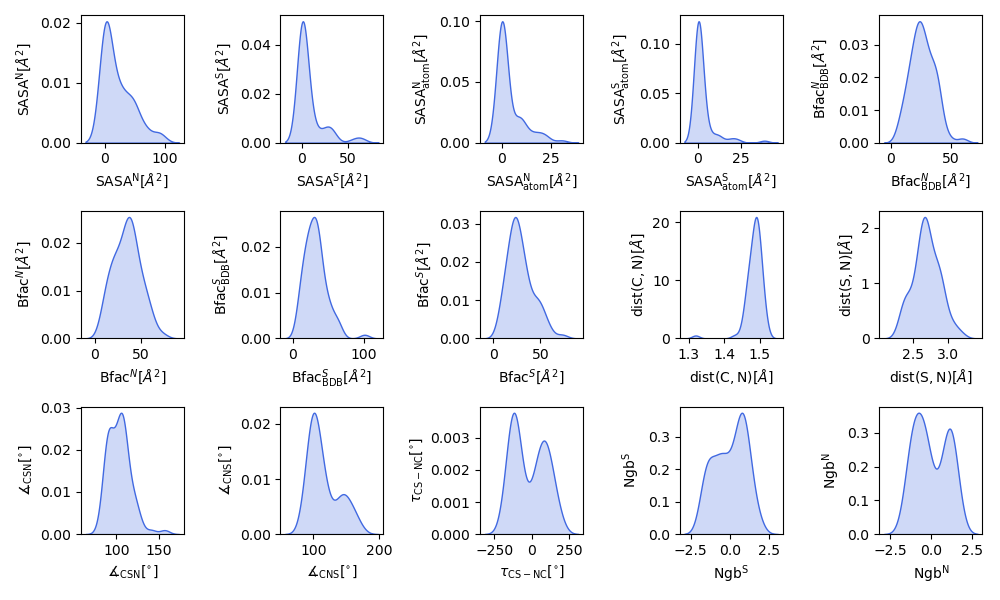 SASA^N[Å^2]
0.00 0.01 0.02
0 100
SASA^N[Å^2]
SASA^S[Å^2]
0.00 0.02 0.04
0 50
SASA^S[Å^2]
SASA^N_atom[Å^2]
0.00 0.05 0.10
0 25
SASA^N_atom[Å^2]
SASA^S_atom[Å^2]
0.00 0.05 0.10
0 25
SASA^S_atom[Å^2]
Bfac^N_BDB[Å^2]
0.00 0.01 0.02 0.03
0 50
Bfac^N_BDB[Å^2]
Bfac^N[Å^2]
0.00 0.01 0.02
0 50
Bfac^N[Å^2]
Bfac^S_BDB[Å^2]
0.00 0.01 0.02
0 100
Bfac^S_BDB[Å^2]
Bfac^S[Å^2]
0.00 0.01 0.02 0.03
0 50
Bfac^S[Å^2]
dist(C, N)[Å]
0 10 20
1.3 1.4 1.5
dist(C, N)[Å]
dist(S, N)[Å]
0 1 2
2.5 3.0
dist(S, N)[Å]
∡_CSN[°]
0.00 0.01 0.02 0.03
100 150
∡_CSN[°]
∡_CNS[°]
0.00 0.01 0.02
100 200
∡_CNS[°]
τ_CS−NC[°]
0.000 0.001 0.002 0.003
−250 0 250
τ_CS−NC[°]
Ngb^S
0.0 0.1 0.2 0.3
−2.5 0.0 2.5
Ngb^S
Ngb^N
0.0 0.1 0.2 0.3
−2.5 0.0 2.5
Ngb^N